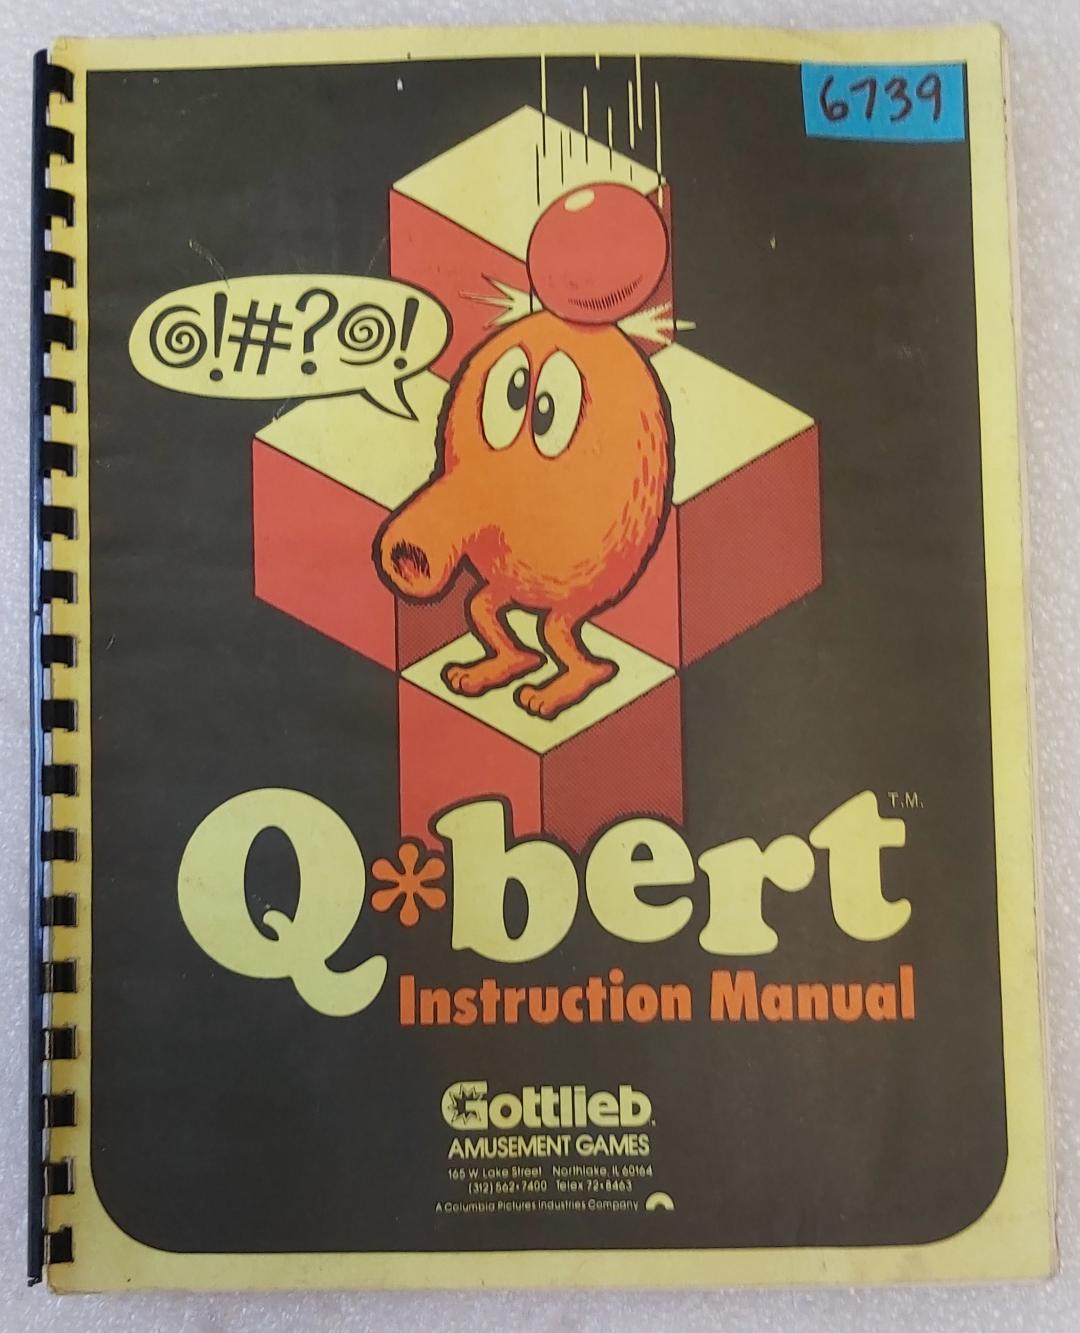 6739
@!#?@!
Q*bert T.M.
Instruction Manual
Gottlieb.
AMUSEMENT GAMES
165 W. Lake Street Northlake, IL 60164
(312) 562•7400 Telex 72•8463
A Columbia Pictures Industries Company